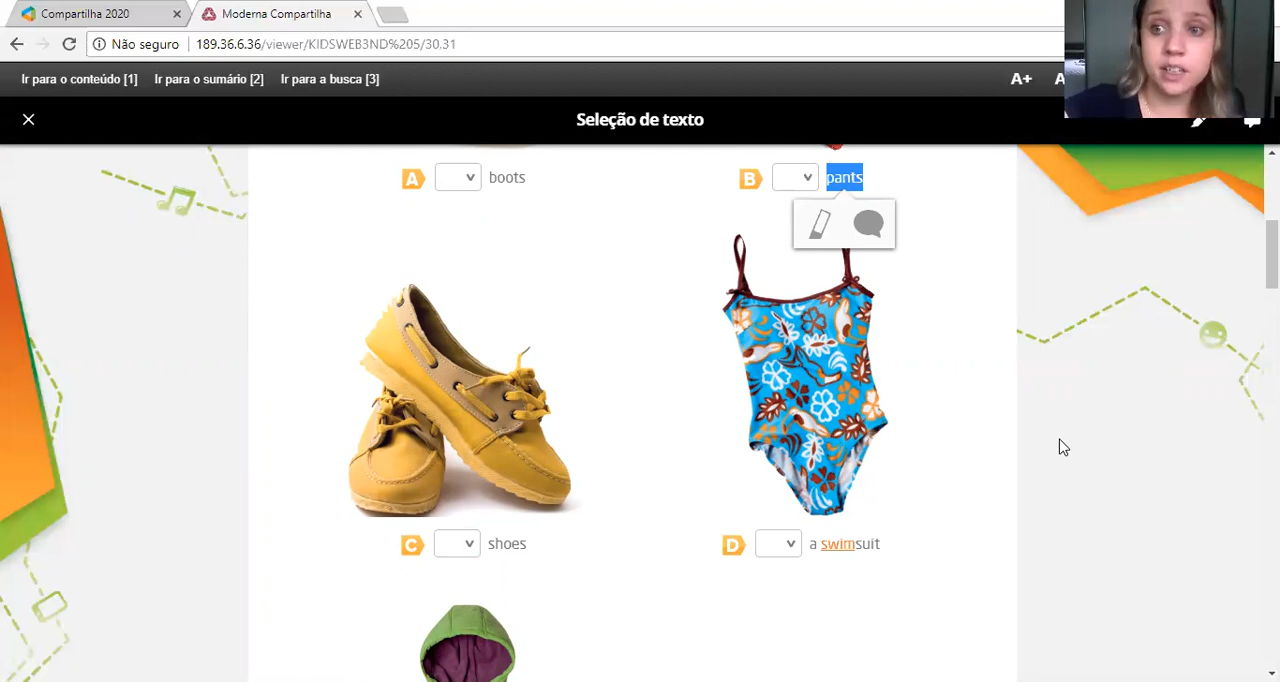 Compartilha 2020
Moderna Compartilha
Não seguro
189.36.6.36/viewer/KIDSWEB3ND%205/30.31
Ir para o conteúdo [1] Ir para o sumário [2] Ir para a busca [3]
A+
A
Seleção de texto
A boots
B pants
C shoes
D a swimsuit